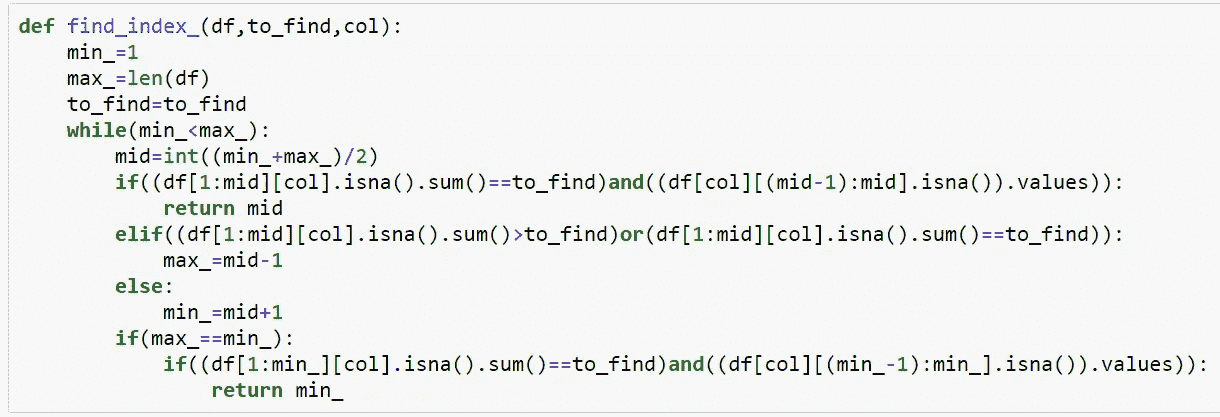 def find_index_(df,to_find,col):
    min_=1
    max_=len(df)
    to_find=to_find
    while(min_<max_):
        mid=int((min_+max_)/2)
        if((df[1:mid][col].isna().sum()==to_find)and((df[col][(mid-1):mid].isna()).values)):
            return mid
        elif((df[1:mid][col].isna().sum()>to_find)or(df[1:mid][col].isna().sum()==to_find)):
            max_=mid-1
        else:
            min_=mid+1
        if(max_==min_):
            if((df[1:min_][col].isna().sum()==to_find)and((df[col][(min_-1):min_].isna()).values)):
                return min_